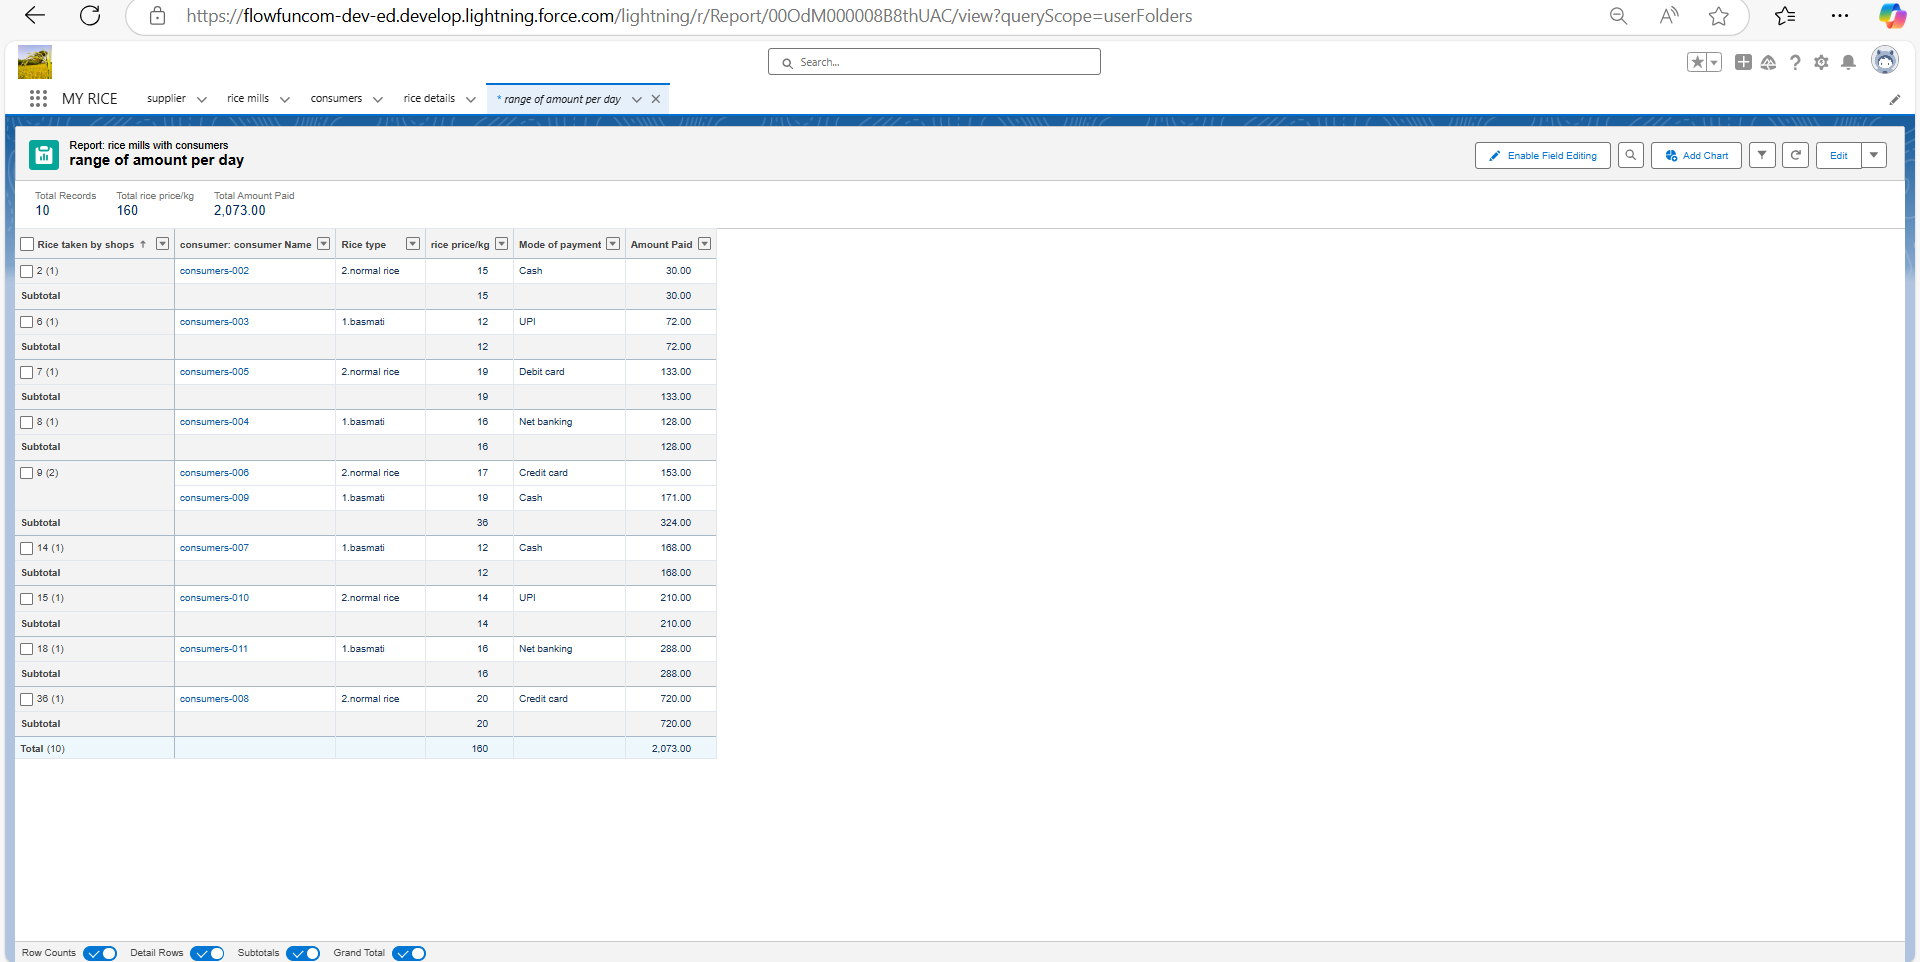 https://flowfuncom-dev-ed.develop.lightning.force.com/lightning/r/Report/00OdM000008B8thUAC/view?queryScope=userFolders
Search...
MY RICE supplier rice mills consumers rice details * range of amount per day
Report: rice mills with consumers
range of amount per day
Enable Field Editing Add Chart Edit
Total Records Total rice price/kg Total Amount Paid
10 160 2,073.00
Rice taken by shops ↑ consumer: consumer Name Rice type rice price/kg Mode of payment Amount Paid
2 (1) consumers-002 2.normal rice 15 Cash 30.00
Subtotal 15 30.00
6 (1) consumers-003 1.basmati 12 UPI 72.00
Subtotal 12 72.00
7 (1) consumers-005 2.normal rice 19 Debit card 133.00
Subtotal 19 133.00
8 (1) consumers-004 1.basmati 16 Net banking 128.00
Subtotal 16 128.00
9 (2) consumers-006 2.normal rice 17 Credit card 153.00
consumers-009 1.basmati 19 Cash 171.00
Subtotal 36 324.00
14 (1) consumers-007 1.basmati 12 Cash 168.00
Subtotal 12 168.00
15 (1) consumers-010 2.normal rice 14 UPI 210.00
Subtotal 14 210.00
18 (1) consumers-011 1.basmati 16 Net banking 288.00
Subtotal 16 288.00
36 (1) consumers-008 2.normal rice 20 Credit card 720.00
Subtotal 20 720.00
Total (10) 160 2,073.00
Row Counts Detail Rows Subtotals Grand Total